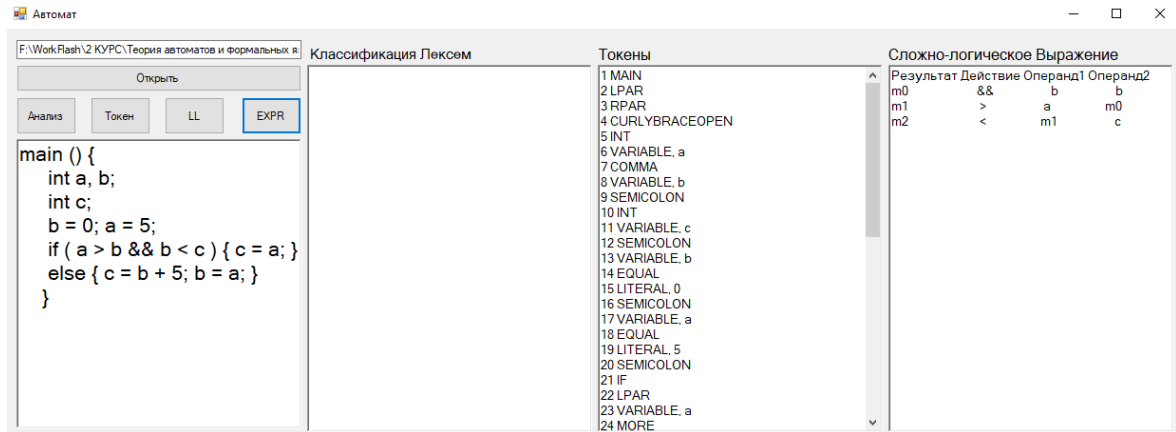 Автомат
F:\WorkFlash\2 КУРС\Теория автоматов и формальных я
Открыть
Анализ Токен LL EXPR
main () {
int a, b;
int c;
b = 0; a = 5;
if ( a > b && b < c ) { c = a; }
else { c = b + 5; b = a; }
}
Классификация Лексем
Токены
1 MAIN
2 LPAR
3 RPAR
4 CURLYBRACEOPEN
5 INT
6 VARIABLE, a
7 COMMA
8 VARIABLE, b
9 SEMICOLON
10 INT
11 VARIABLE, c
12 SEMICOLON
13 VARIABLE, b
14 EQUAL
15 LITERAL, 0
16 SEMICOLON
17 VARIABLE, a
18 EQUAL
19 LITERAL, 5
20 SEMICOLON
21 IF
22 LPAR
23 VARIABLE, a
24 MORE
Сложно-логическое Выражение
Результат Действие Операнд1 Операнд2
m0 && b b
m1 > a m0
m2 < m1 c